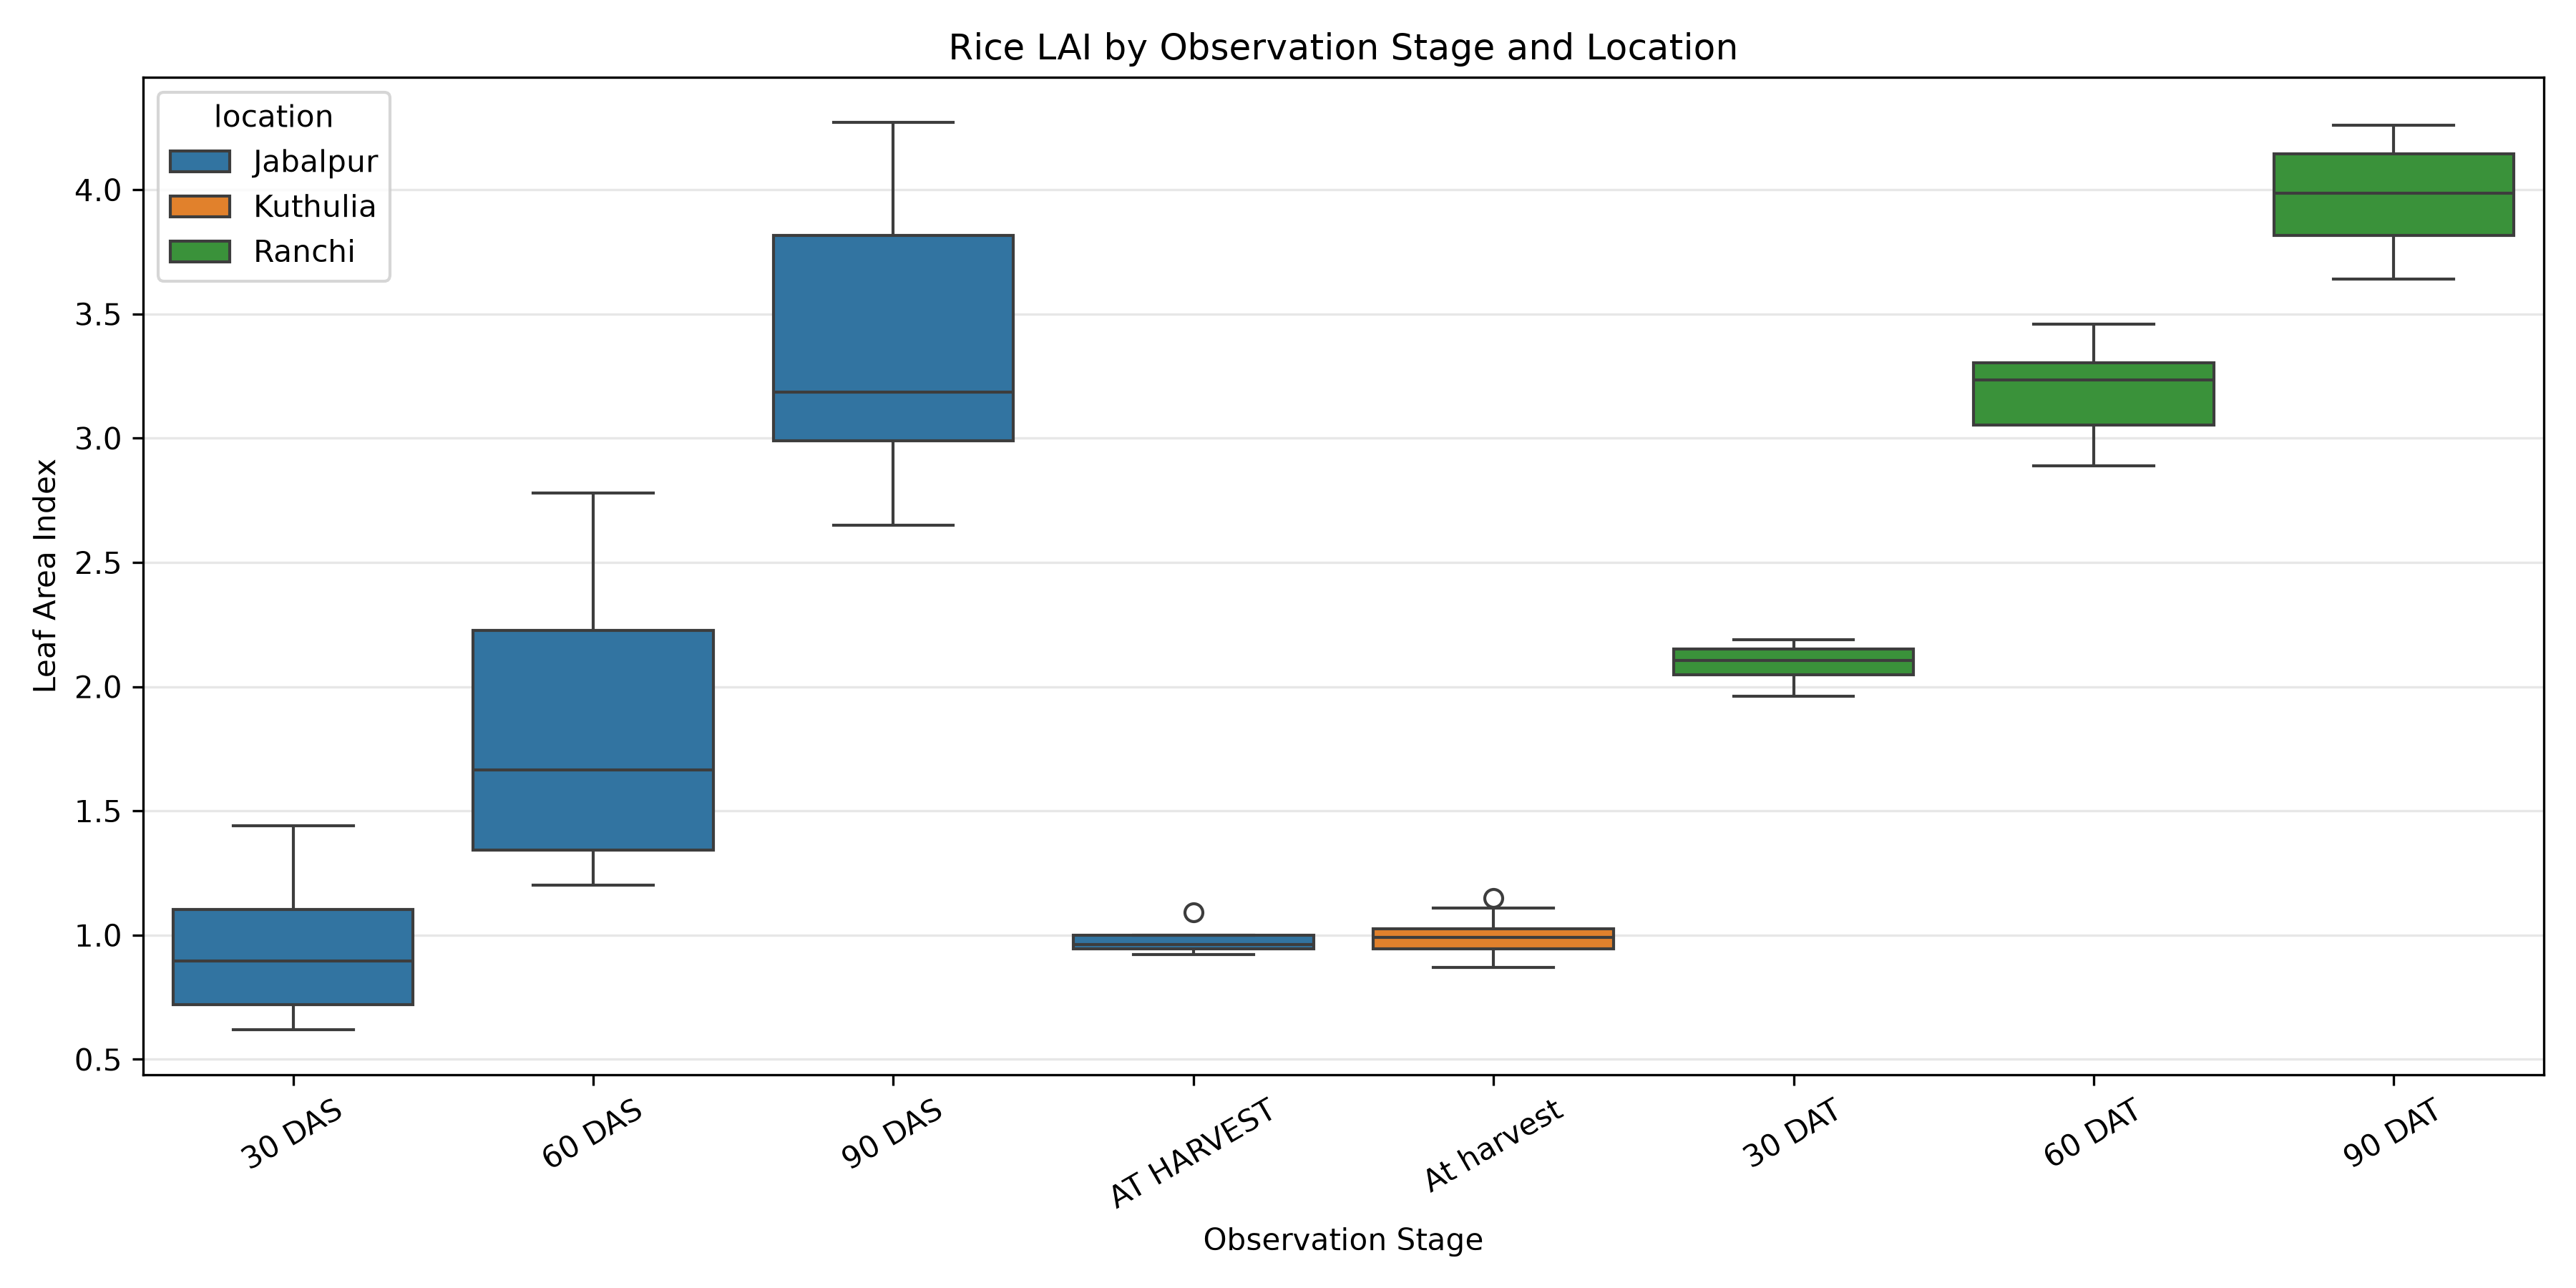 Rice LAI by Observation Stage and Location
location
Jabalpur
Kuthulia
Ranchi
Leaf Area Index
4.0
3.5
3.0
2.5
2.0
1.5
1.0
0.5
30 DAS
60 DAS
90 DAS
AT HARVEST
At harvest
30 DAT
60 DAT
90 DAT
Observation Stage